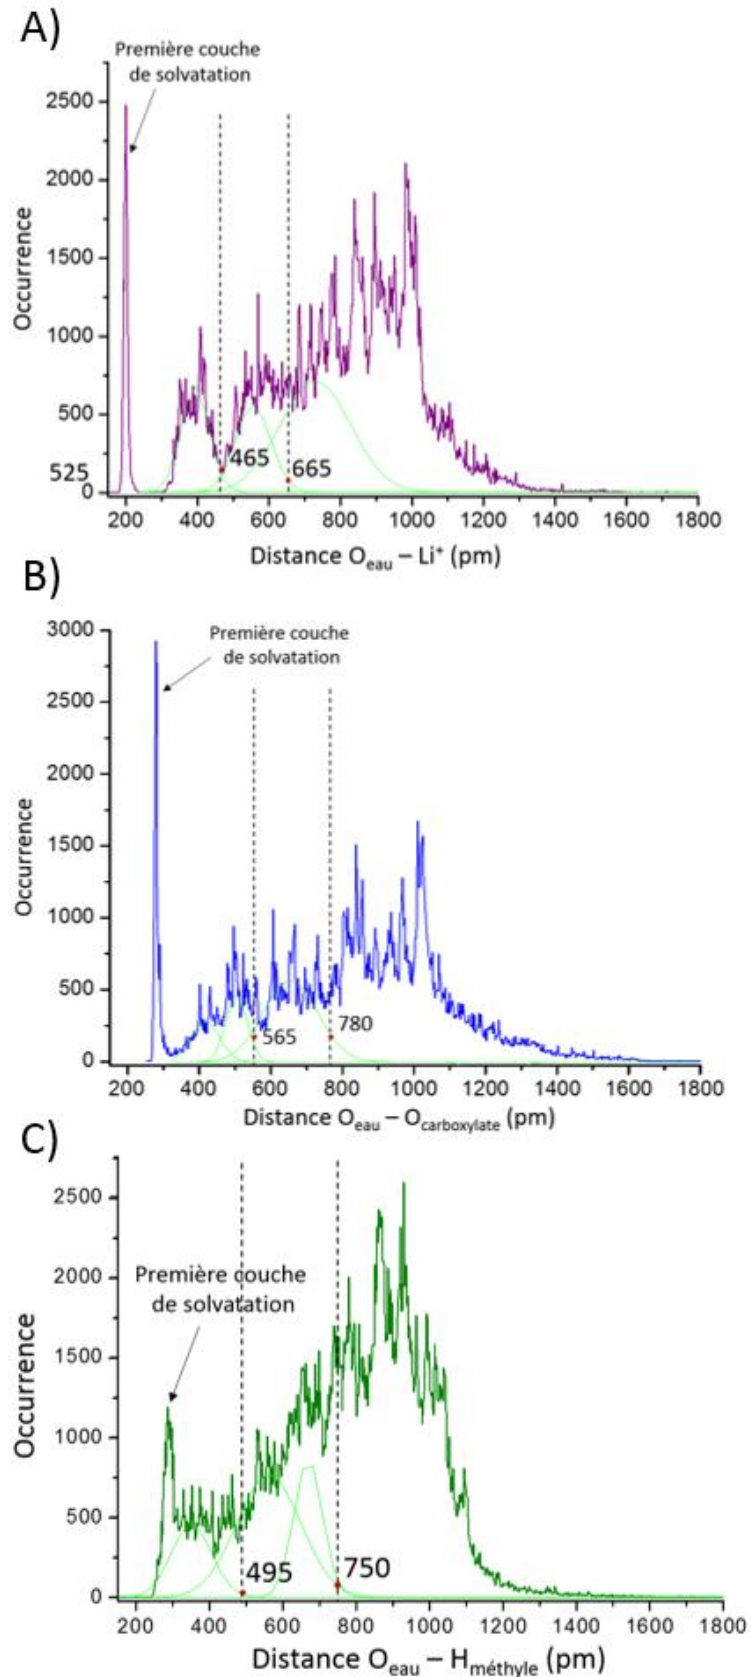 A)
Première couche
de solvatation
2500
2000
1500
1000
500
525
0
Occurrence
465
665
200 400 600 800 1000 1200 1400 1600 1800
Distance Oeau – Li+ (pm)
B)
3000
2500
2000
1500
1000
500
0
Première couche
de solvatation
Occurrence
565
780
200 400 600 800 1000 1200 1400 1600 1800
Distance Oeau – Ocarboxylate (pm)
C)
2500
2000
1500
1000
500
0
Première couche
de solvatation
Occurrence
495
750
200 400 600 800 1000 1200 1400 1600 1800
Distance Oeau – Hméthyle (pm)